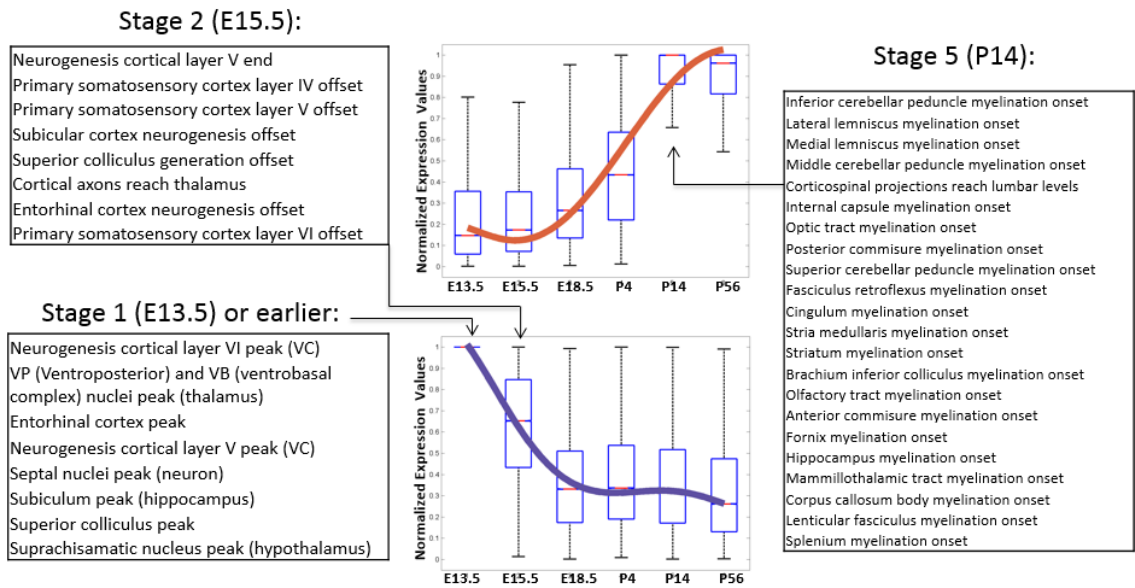 Stage 2 (E15.5):
Neurogenesis cortical layer V end
Primary somatosensory cortex layer IV offset
Primary somatosensory cortex layer V offset
Subicular cortex neurogenesis offset
Superior colliculus generation offset
Cortical axons reach thalamus
Entorhinal cortex neurogenesis offset
Primary somatosensory cortex layer VI offset
Stage 1 (E13.5) or earlier:
Neurogenesis cortical layer VI peak (VC)
VP (Ventroposterior) and VB (ventrobasal
complex) nuclei peak (thalamus)
Entorhinal cortex peak
Neurogenesis cortical layer V peak (VC)
Septal nuclei peak (neuron)
Subiculum peak (hippocampus)
Superior colliculus peak
Suprachisamatic nucleus peak (hypothalamus)
Normalized Expression Values
1
0.9
0.8
0.7
0.6
0.5
0.4
0.3
0.2
0.1
0
E13.5 E15.5 E18.5 P4 P14 P56
Normalized Expression Values
1
0.9
0.8
0.7
0.6
0.5
0.4
0.3
0.2
0.1
0
E13.5 E15.5 E18.5 P4 P14 P56
Stage 5 (P14):
Inferior cerebellar peduncle myelination onset
Lateral lemniscus myelination onset
Medial lemniscus myelination onset
Middle cerebellar peduncle myelination onset
Corticospinal projections reach lumbar levels
Internal capsule myelination onset
Optic tract myelination onset
Posterior commisure myelination onset
Superior cerebellar peduncle myelination onset
Fasciculus retroflexus myelination onset
Cingulum myelination onset
Stria medullaris myelination onset
Striatum myelination onset
Brachium inferior colliculus myelination onset
Olfactory tract myelination onset
Anterior commisure myelination onset
Fornix myelination onset
Hippocampus myelination onset
Mammillothalamic tract myelination onset
Corpus callosum body myelination onset
Lenticular fasciculus myelination onset
Splenium myelination onset